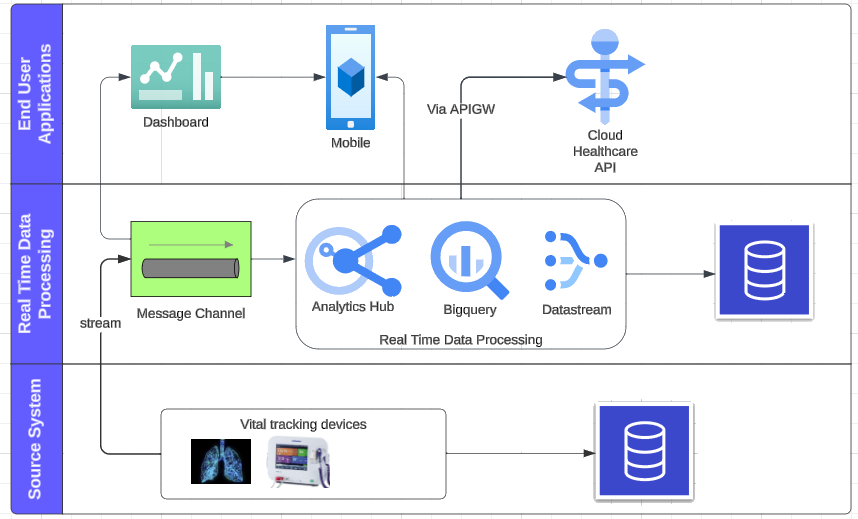 End User
Applications
Dashboard
Mobile
Via APIGW
Cloud
Healthcare
API
Real Time Data
Processing
stream
Message Channel
Analytics Hub
Bigquery
Datastream
Real Time Data Processing
Source System
Vital tracking devices